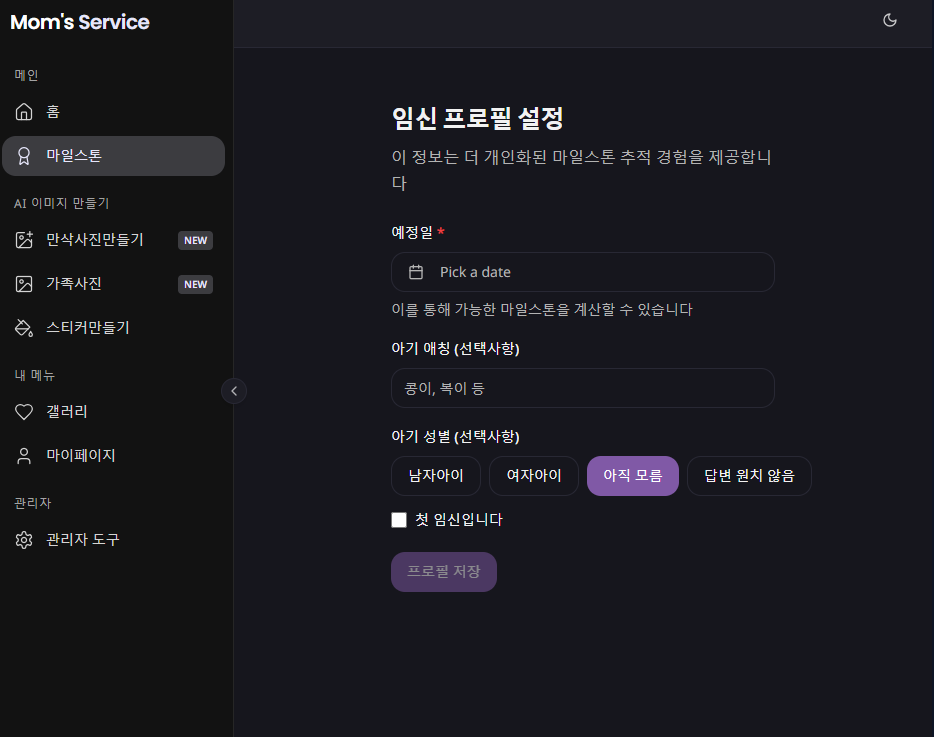 Mom's Service
메인
홈
마일스톤
AI 이미지 만들기
만삭사진만들기 NEW
가족사진 NEW
스티커만들기
내 메뉴
갤러리
마이페이지
관리자
관리자 도구
임신 프로필 설정
이 정보는 더 개인화된 마일스톤 추적 경험을 제공합니
다
예정일 *
Pick a date
이를 통해 가능한 마일스톤을 계산할 수 있습니다
아기 애칭 (선택사항)
콩이, 복이 등
아기 성별 (선택사항)
남자아이 여자아이 아직 모름 답변 원치 않음
첫 임신입니다
프로필 저장